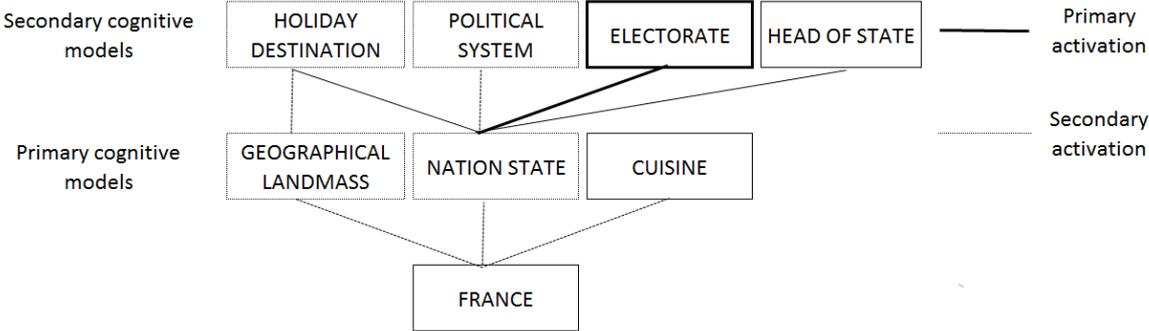 Secondary cognitive
models
HOLIDAY
DESTINATION
POLITICAL
SYSTEM
ELECTORATE
HEAD OF STATE
Primary
activation
Secondary
activation
Primary cognitive
models
GEOGRAPHICAL
LANDMASS
NATION STATE
CUISINE
FRANCE